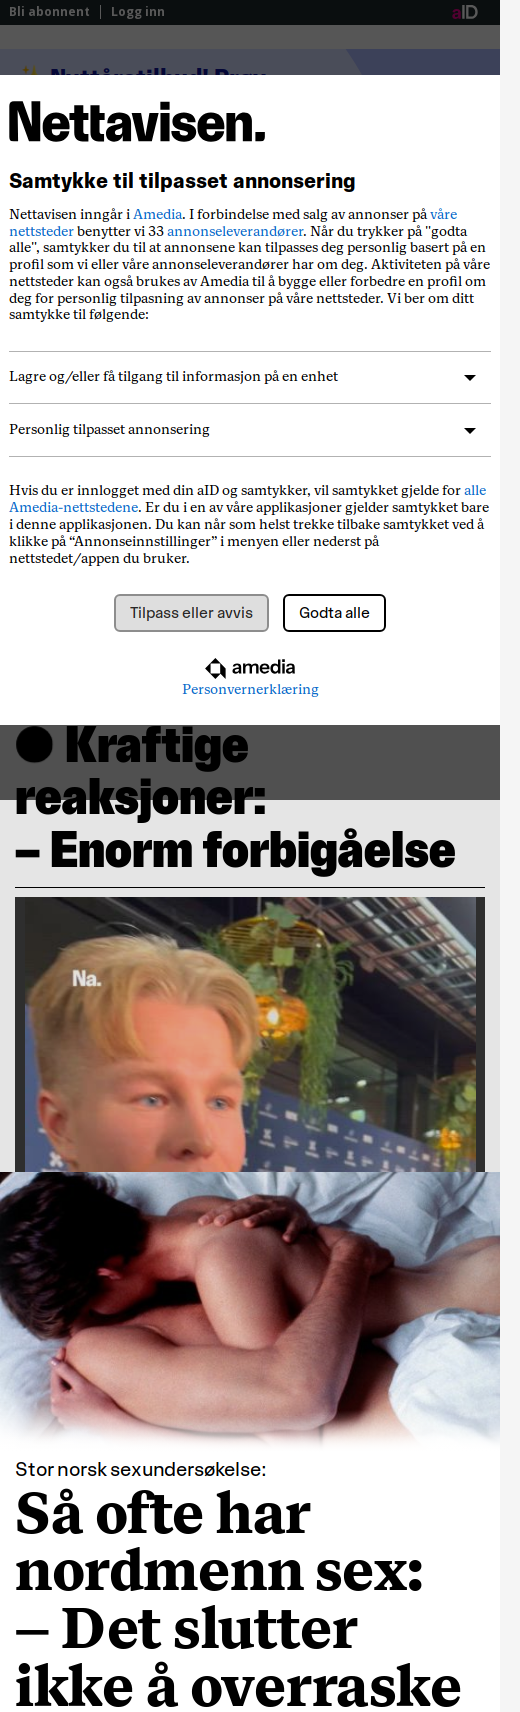 Bli abonnent | Logg inn
aID
Nettavisen.
Samtykke til tilpasset annonsering
Nettavisen inngår i Amedia. I forbindelse med salg av annonser på våre
nettsteder benytter vi 33 annonseleverandører. Når du trykker på "godta
alle", samtykker du til at annonsene kan tilpasses deg personlig basert på en
profil som vi eller våre annonseleverandører har om deg. Aktiviteten på våre
nettsteder kan også brukes av Amedia til å bygge eller forbedre en profil om
deg for personlig tilpasning av annonser på våre nettsteder. Vi ber om ditt
samtykke til følgende:
Lagre og/eller få tilgang til informasjon på en enhet
Personlig tilpasset annonsering
Hvis du er innlogget med din aID og samtykker, vil samtykket gjelde for alle
Amedia-nettstedene. Er du i en av våre applikasjoner gjelder samtykket bare
i denne applikasjonen. Du kan når som helst trekke tilbake samtykket ved å
klikke på “Annonseinnstillinger” i menyen eller nederst på
nettstedet/appen du bruker.
Tilpass eller avvis
Godta alle
amedia
Personvernerklæring
● Kraftige
reaksjoner:
– Enorm forbigåelse
Na.
Stor norsk sexundersøkelse:
Så ofte har
nordmenn sex:
– Det slutter
ikke å overraske